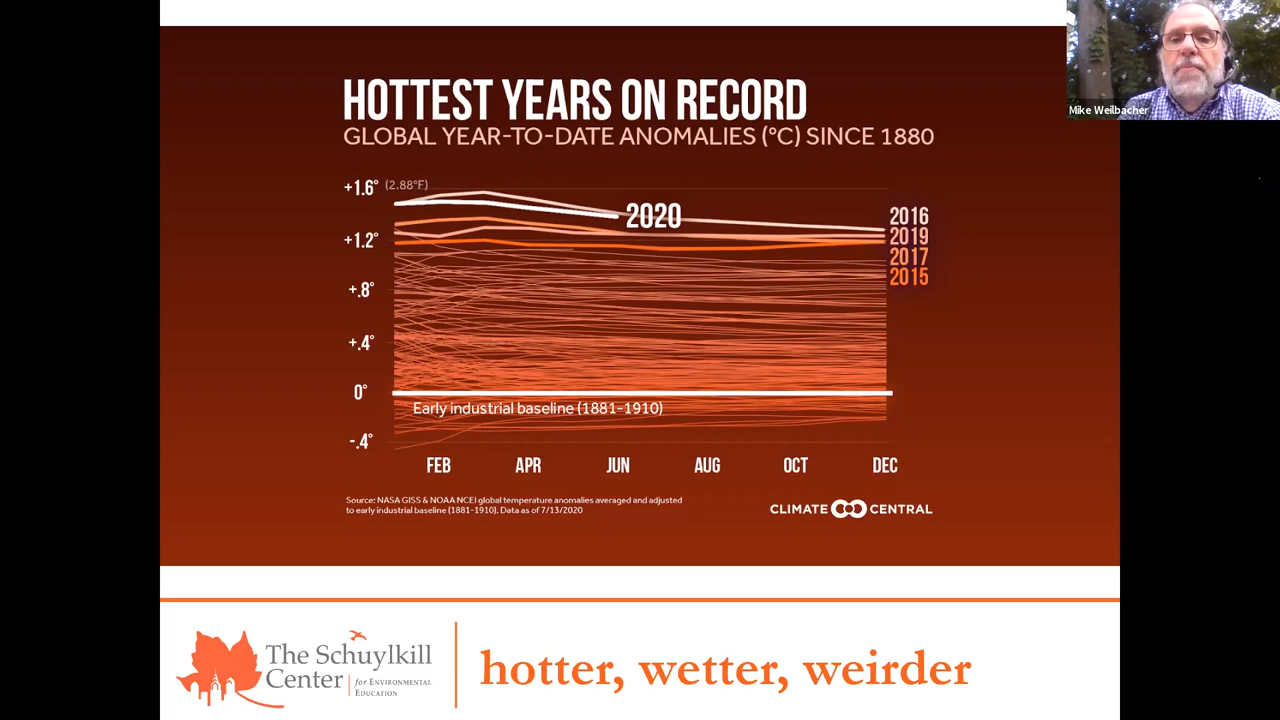 Mike Weilbacher
HOTTEST YEARS ON RECORD
GLOBAL YEAR-TO-DATE ANOMALIES (°C) SINCE 1880
+1.6° (2.88°F)
+1.2°
+.8°
+.4°
0°
-.4°
2020
2016
2019
2017
2015
Early industrial baseline (1881-1910)
FEB APR JUN AUG OCT DEC
Source: NASA GISS & NOAA NCEI global temperature anomalies averaged and adjusted
to early industrial baseline (1881-1910). Data as of 7/13/2020
CLIMATE CENTRAL
The Schuylkill
Center for ENVIRONMENTAL
EDUCATION
hotter, wetter, weirder